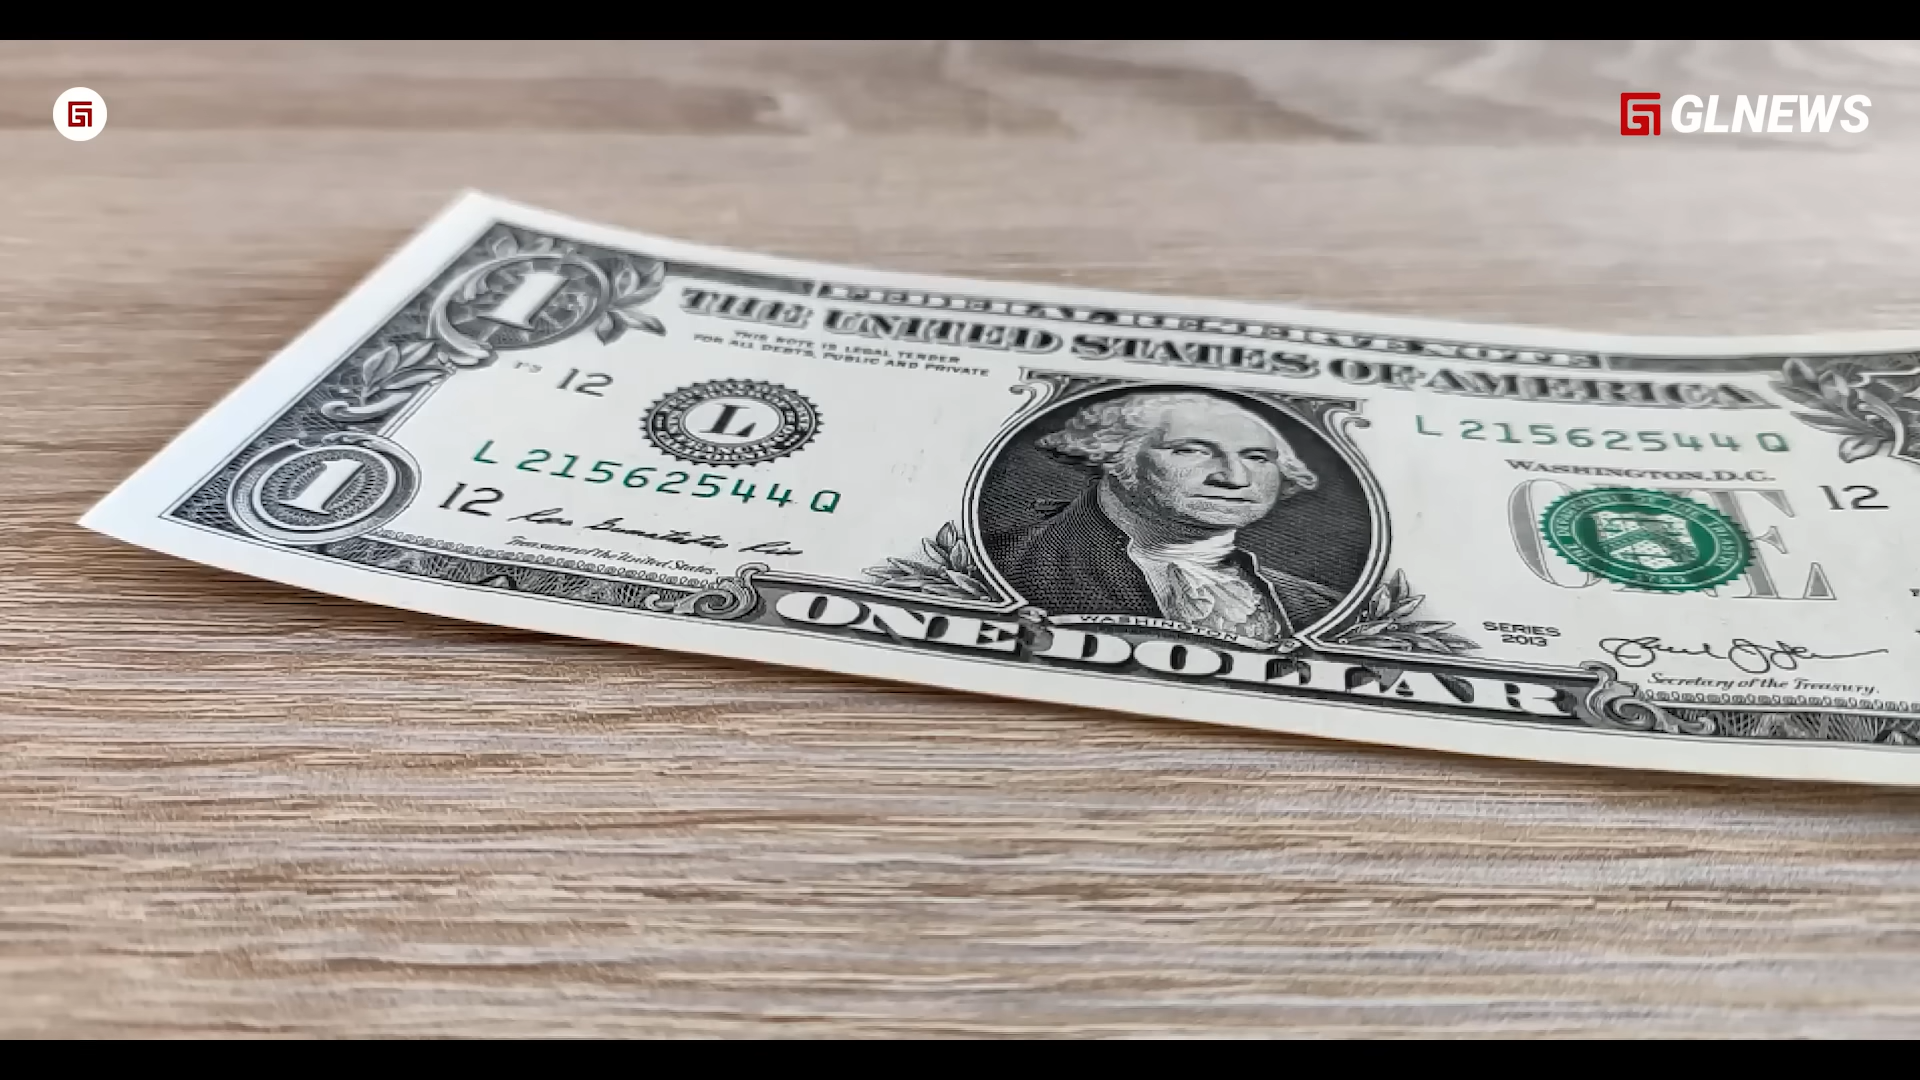 GLNEWS
FEDERAL RESERVE NOTE
THE UNITED STATES OF AMERICA
THIS NOTE IS LEGAL TENDER
FOR ALL DEBTS, PUBLIC AND PRIVATE
1
12
L
L 21562544 Q
L 21562544 Q
WASHINGTON, D.C.
ONE
12
1
12
Treasurer of the United States.
WASHINGTON
SERIES
2013
Secretary of the Treasury.
ONE DOLLAR